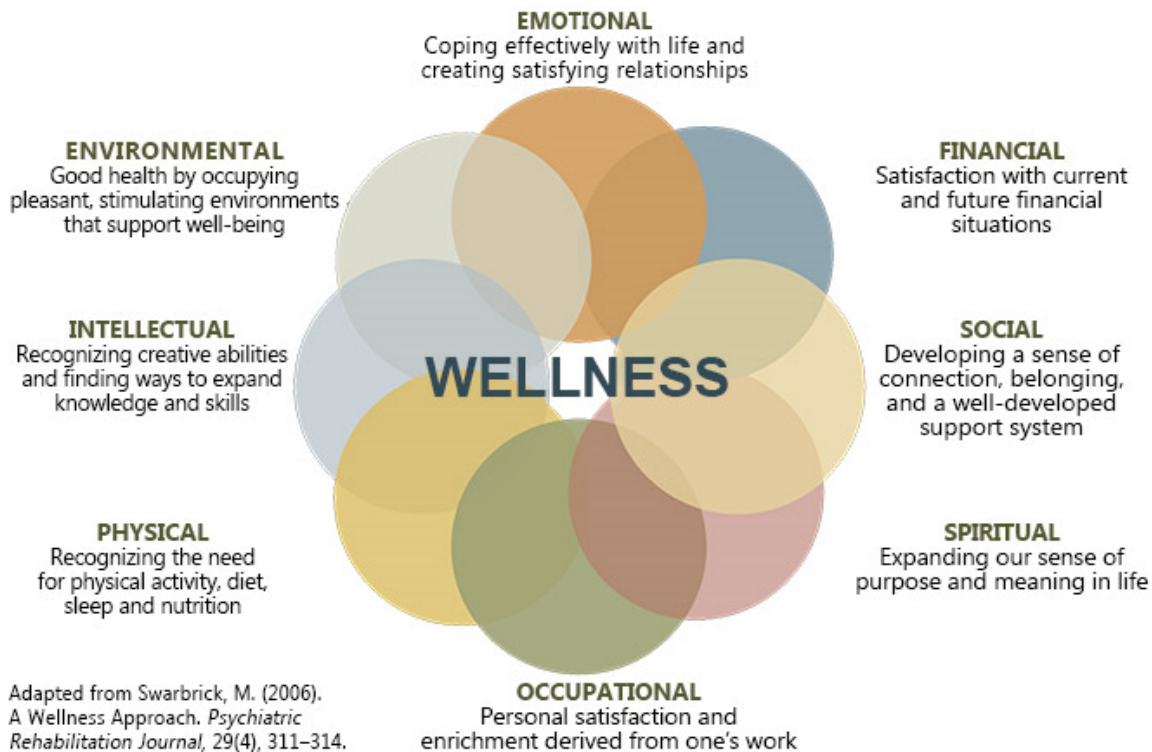 EMOTIONAL
Coping effectively with life and
creating satisfying relationships
ENVIRONMENTAL
Good health by occupying
pleasant, stimulating environments
that support well-being
FINANCIAL
Satisfaction with current
and future financial
situations
INTELLECTUAL
Recognizing creative abilities
and finding ways to expand
knowledge and skills
WELLNESS
SOCIAL
Developing a sense of
connection, belonging,
and a well-developed
support system
PHYSICAL
Recognizing the need
for physical activity, diet,
sleep and nutrition
SPIRITUAL
Expanding our sense of
purpose and meaning in life
OCCUPATIONAL
Personal satisfaction and
enrichment derived from one's work
Adapted from Swarbrick, M. (2006).
A Wellness Approach. Psychiatric
Rehabilitation Journal, 29(4), 311–314.